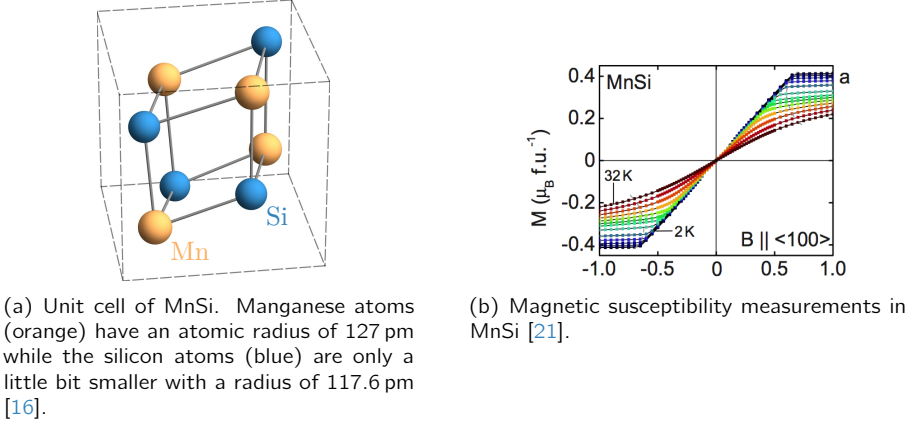 Mn
Si
MnSi
a
0.4
0.2
0
-0.2
-0.4
M (μB f.u.-1)
32 K
2 K
B || <100>
-1.0 -0.5 0 0.5 1.0
(a) Unit cell of MnSi. Manganese atoms
(orange) have an atomic radius of 127 pm
while the silicon atoms (blue) are only a
little bit smaller with a radius of 117.6 pm
[16].
(b) Magnetic susceptibility measurements in
MnSi [21].